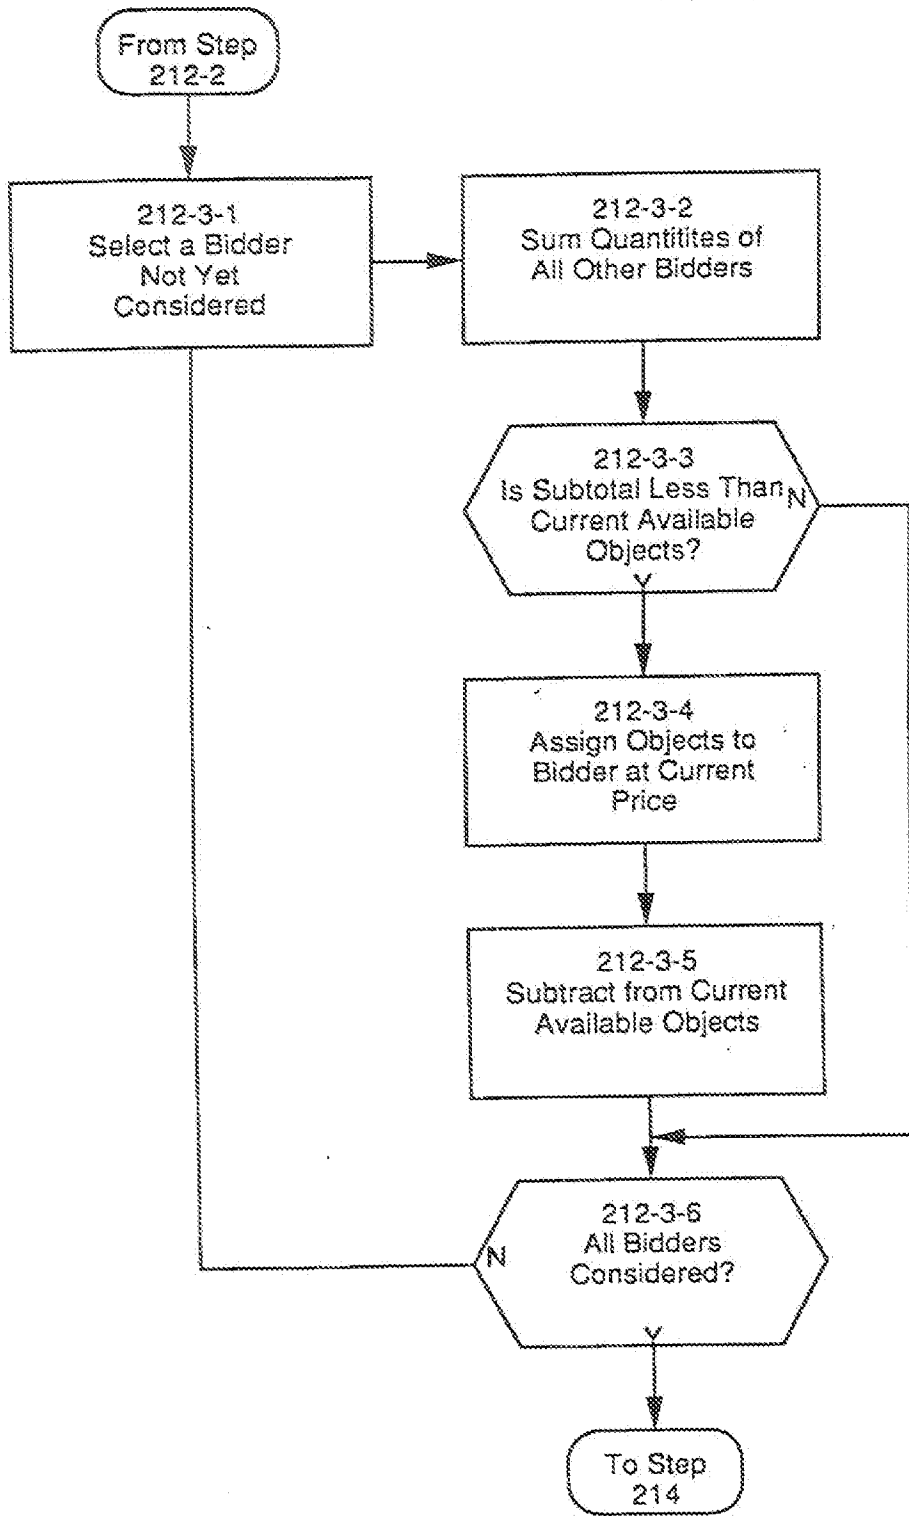 From Step
212-2
212-3-1
Select a Bidder
Not Yet
Considered
212-3-2
Sum Quantitites of
All Other Bidders
212-3-3
Is Subtotal Less Than
N
Current Available
Objects?
Y
212-3-4
Assign Objects to
Bidder at Current
Price
212-3-5
Subtract from Current
Available Objects
212-3-6
All Bidders
N
Considered?
Y
To Step
214